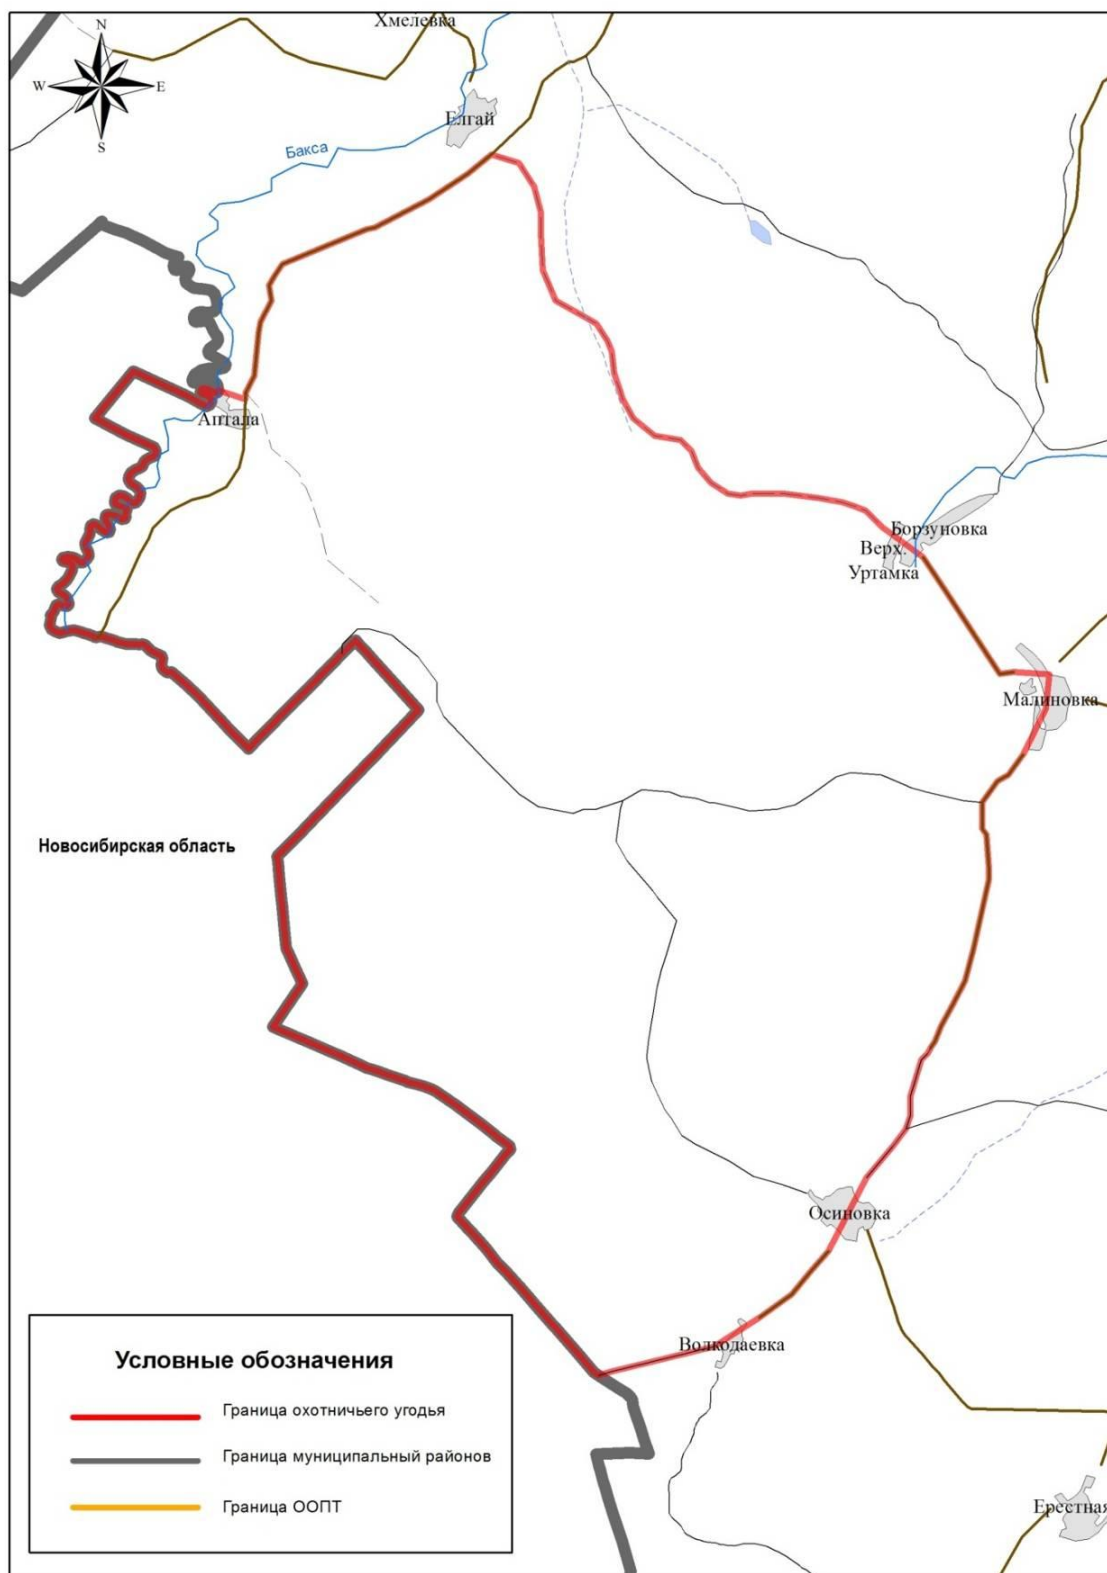 Хмелевка
N
W
E
S
Елгай
Бакса
Аптала
Борзуновка
Верх.
Уртамка
Малиновка
Новосибирская область
Осиновка
Волкодаевка
Условные обозначения
Граница охотничьего угодья
Граница муниципальный районов
Граница ООПТ
Ерестная